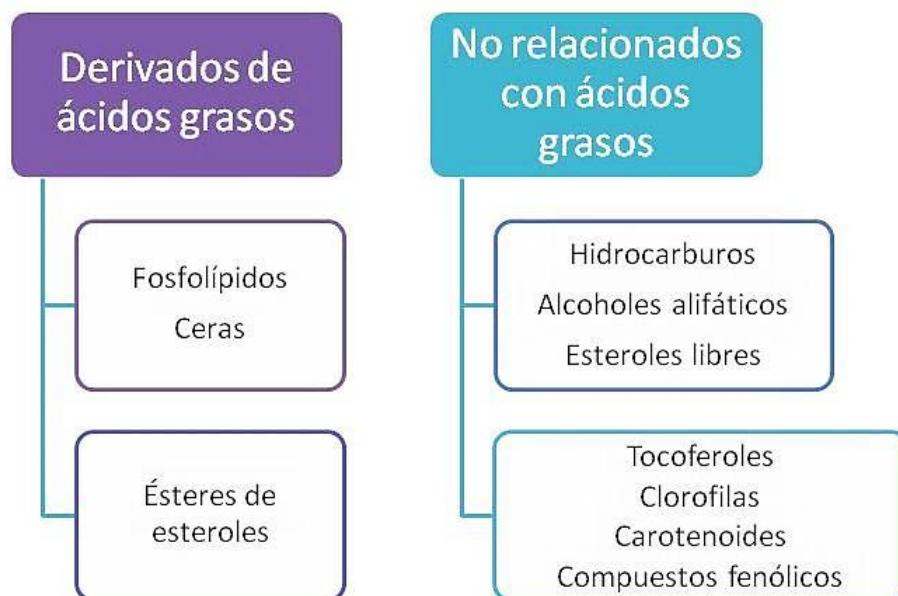 Derivados de
ácidos grasos
Fosfolípidos
Ceras
Ésteres de
esteroles
No relacionados
con ácidos
grasos
Hidrocarburos
Alcoholes alifáticos
Esteroles libres
Tocoferoles
Clorofilas
Carotenoides
Compuestos fenólicos